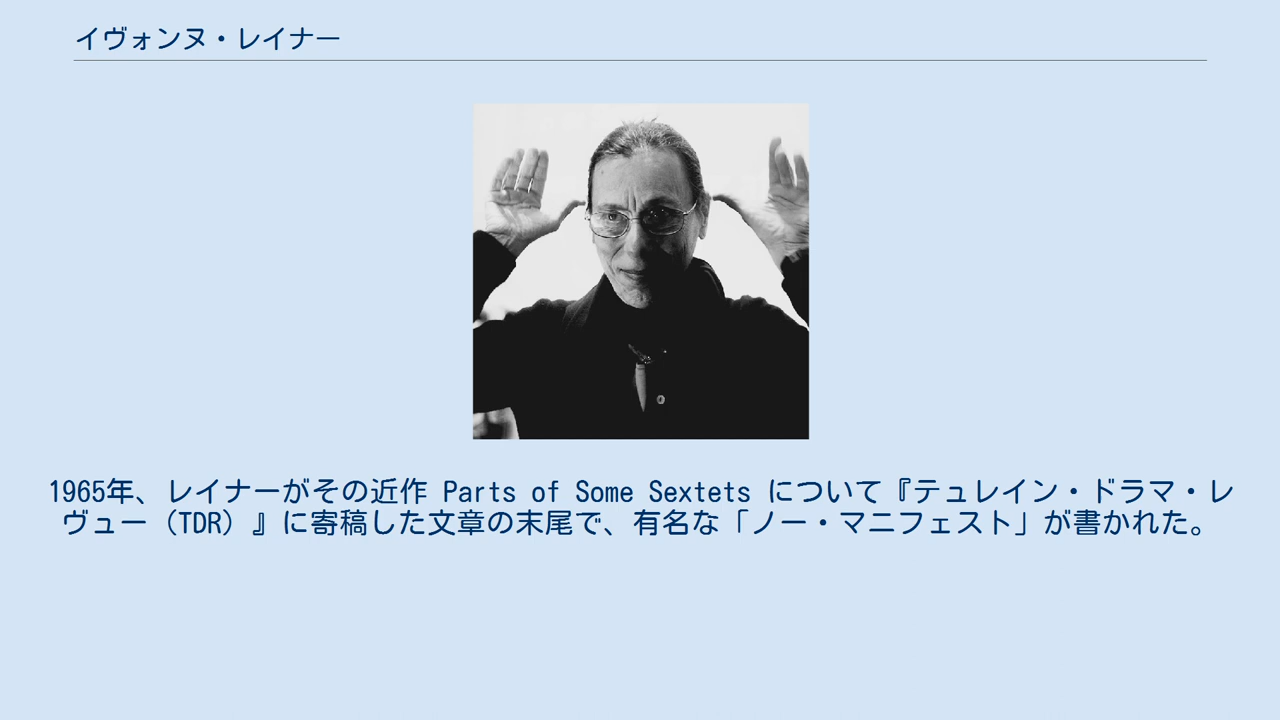 イヴォンヌ・レイナー
1965年、レイナーがその近作 Parts of Some Sextets について『テュレイン・ドラマ・レ
ヴュー（TDR）』に寄稿した文章の末尾で、有名な「ノー・マニフェスト」が書かれた。